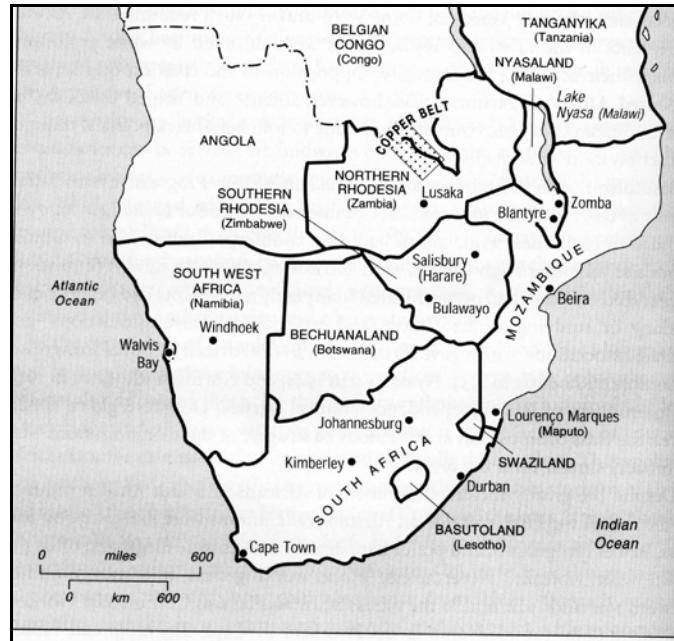 BELGIAN
CONGO
(Congo)
TANGANYIKA
(Tanzania)
NYASALAND
(Malawi)
Lake
Nyasa (Malawi)
COPPER BELT
ANGOLA
NORTHERN
RHODESIA
(Zambia)
Lusaka
SOUTHERN
RHODESIA
(Zimbabwe)
Zomba
Blantyre
Salisbury
(Harare)
MOZAMBIQUE
Atlantic
Ocean
SOUTH WEST
AFRICA
(Namibia)
Windhoek
Bulawayo
Beira
Walvis
Bay
BECHUANALAND
(Botswana)
Johannesburg
Lourenço Marques
(Maputo)
Kimberley
SOUTH AFRICA
SWAZILAND
Durban
BASUTOLAND
(Lesotho)
Indian
Ocean
0 miles 600
Cape Town
0 km 600